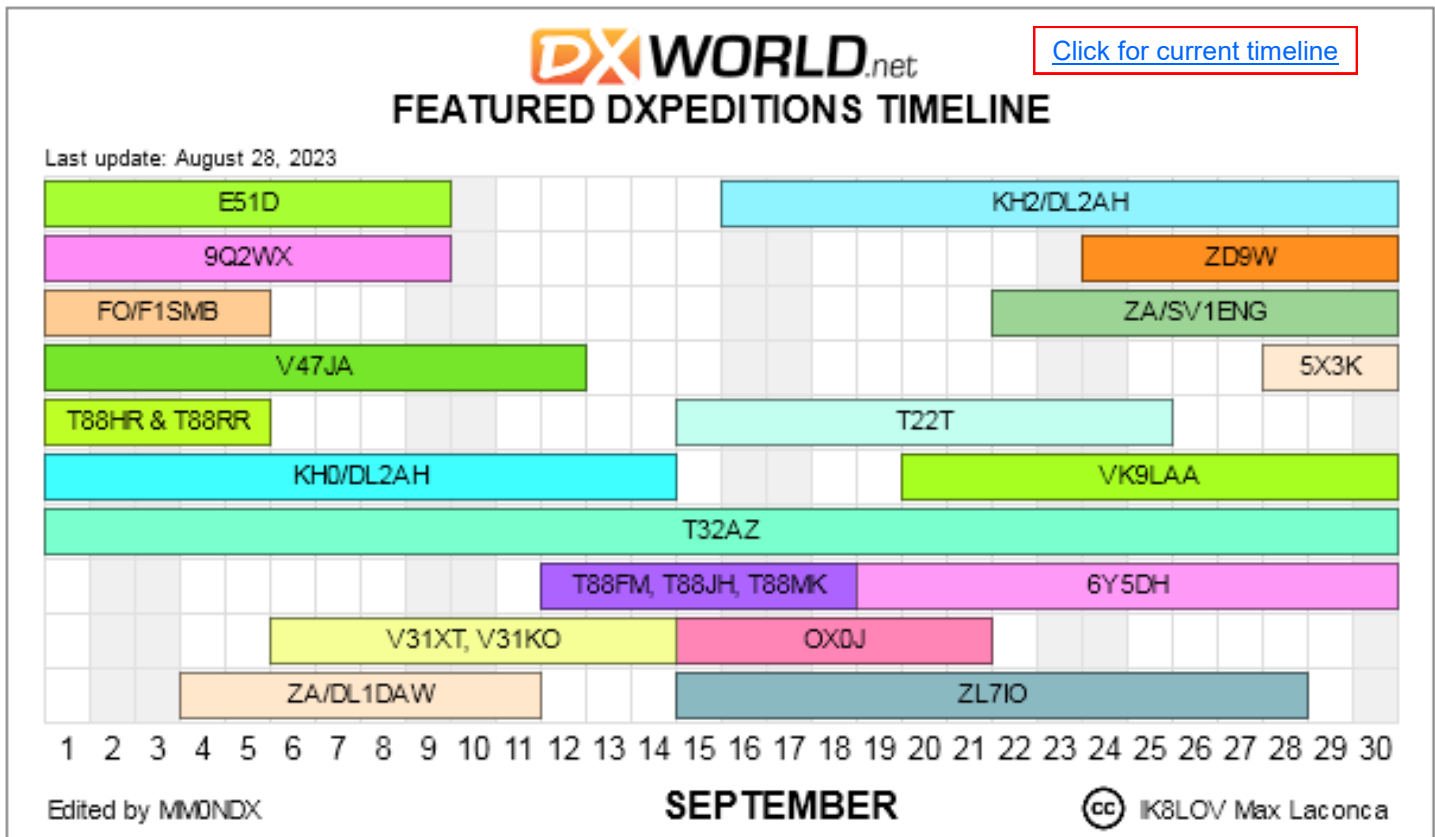 DX WORLD.net
Click for current timeline
FEATURED DXPEDITIONS TIMELINE
Last update: August 28, 2023
E51D KH2/DL2AH
9Q2WX ZD9W
FO/F1SMB ZA/SV1ENG
V47JA 5X3K
T88HR & T88RR T22T
KH0/DL2AH VK9LAA
T32AZ
T88FM, T88JH, T88MK 6Y5DH
V31XT, V31KO OX0J
ZA/DL1DAW ZL7IO
1 2 3 4 5 6 7 8 9 10 11 12 13 14 15 16 17 18 19 20 21 22 23 24 25 26 27 28 29 30
Edited by MM0NDX SEPTEMBER cc IK8LOV Max Laconca